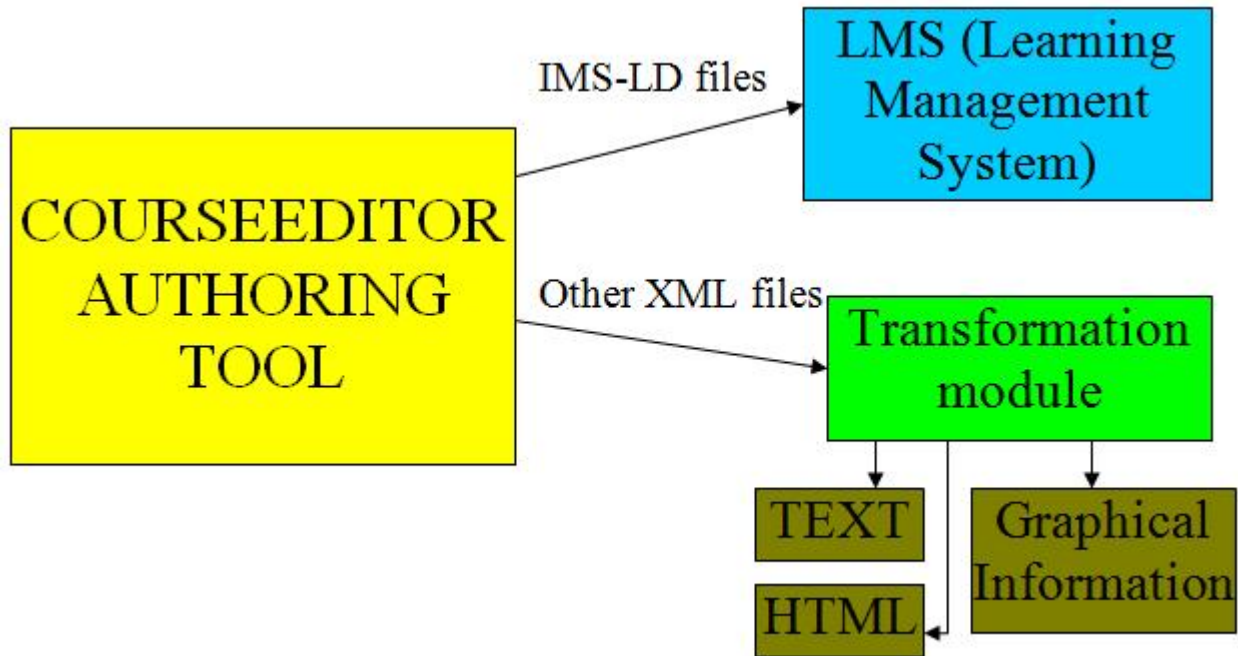 COURSEEDITOR
AUTHORING
TOOL
IMS-LD files
LMS (Learning
Management
System)
Other XML files
Transformation
module
TEXT
HTML
Graphical
Information